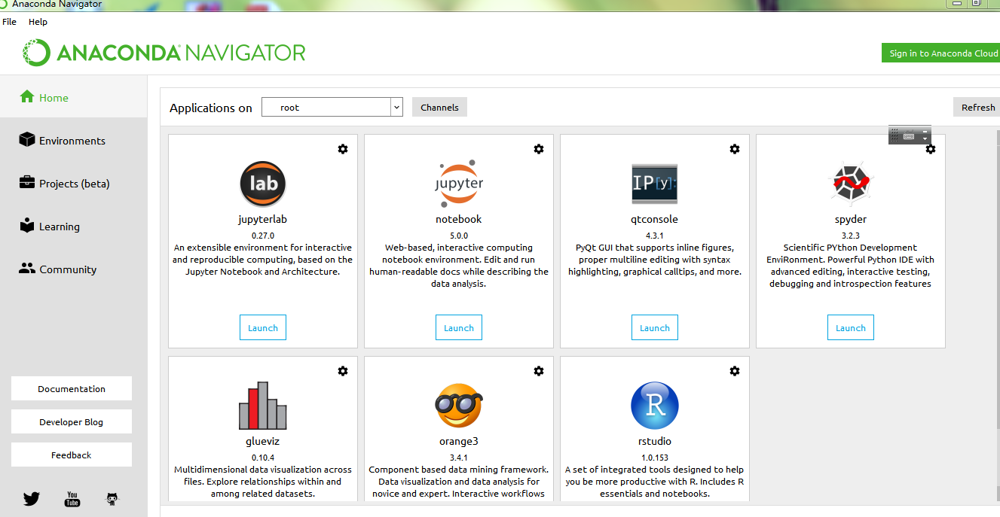 Anaconda Navigator
File Help
ANACONDA NAVIGATOR
Sign in to Anaconda Cloud
Home
Environments
Projects (beta)
Learning
Community
Documentation
Developer Blog
Feedback
You
Tube
Applications on root Channels Refresh
lab
jupyterlab
0.27.0
An extensible environment for interactive
and reproducible computing, based on the
Jupyter Notebook and Architecture.
Launch
jupyter
notebook
5.0.0
Web-based, interactive computing
notebook environment. Edit and run
human-readable docs while describing the
data analysis.
Launch
IP[y]:
qtconsole
4.3.1
PyQt GUI that supports inline figures,
proper multiline editing with syntax
highlighting, graphical calltips, and more.
Launch
spyder
3.2.3
Scientific PYthon Development
EnviRonment. Powerful Python IDE with
advanced editing, interactive testing,
debugging and introspection features
Launch
glueviz
0.10.4
Multidimensional data visualization across
files. Explore relationships within and
among related datasets.
orange3
3.4.1
Component based data mining framework.
Data visualization and data analysis for
novice and expert. Interactive workflows
R
rstudio
1.0.153
A set of integrated tools designed to help
you be more productive with R. Includes R
essentials and notebooks.